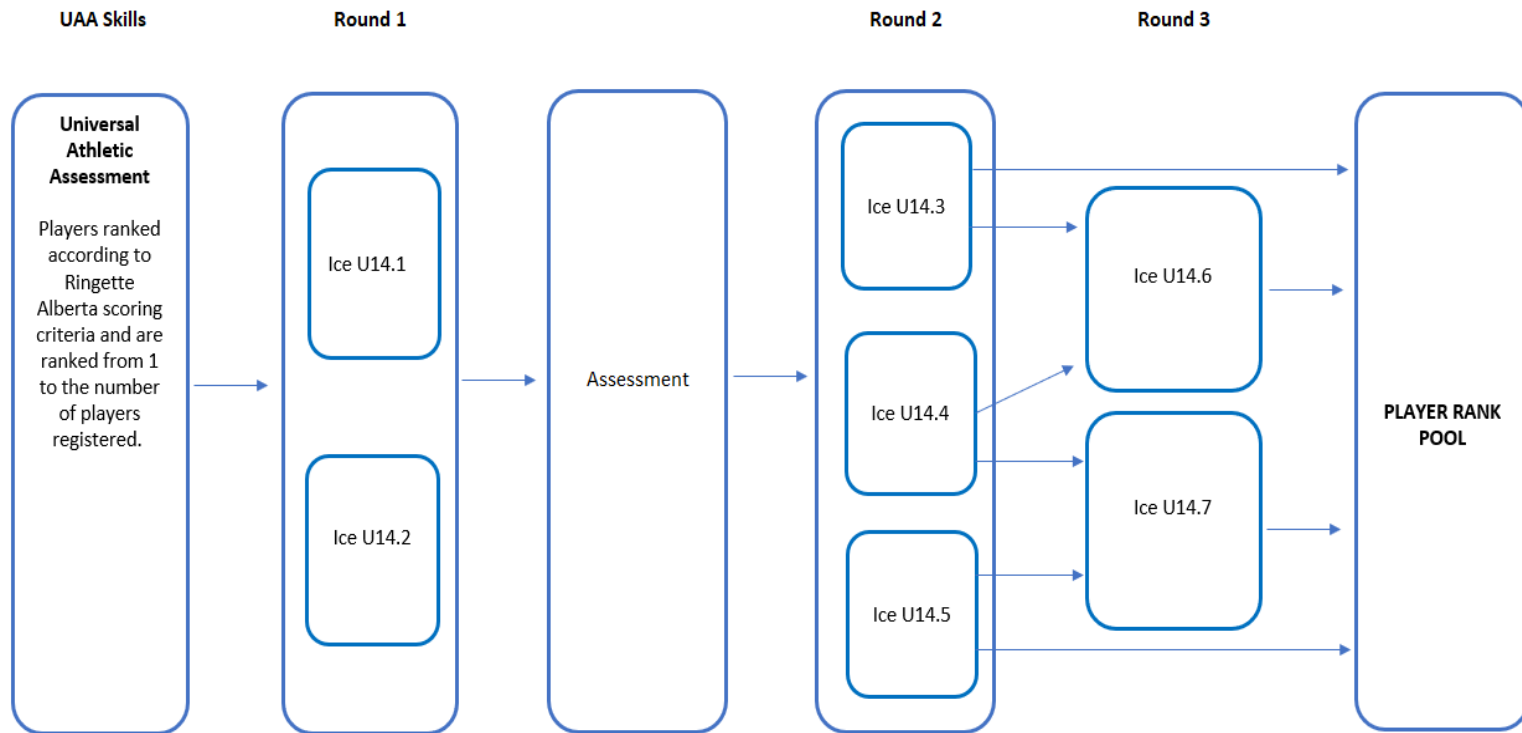 UAA Skills
Round 1
Round 2
Round 3
Universal
Athletic
Assessment
Players ranked
according to
Ringette
Alberta scoring
criteria and are
ranked from 1
to the number
of players
registered.
Ice U14.1
Ice U14.2
Assessment
Ice U14.3
Ice U14.4
Ice U14.5
Ice U14.6
Ice U14.7
PLAYER RANK
POOL